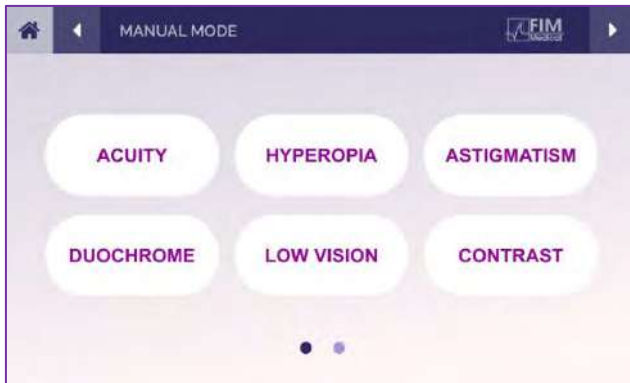 MANUAL MODE
FIM
Medical
ACUITY
HYPEROPIA
ASTIGMATISM
DUOCHROME
LOW VISION
CONTRAST